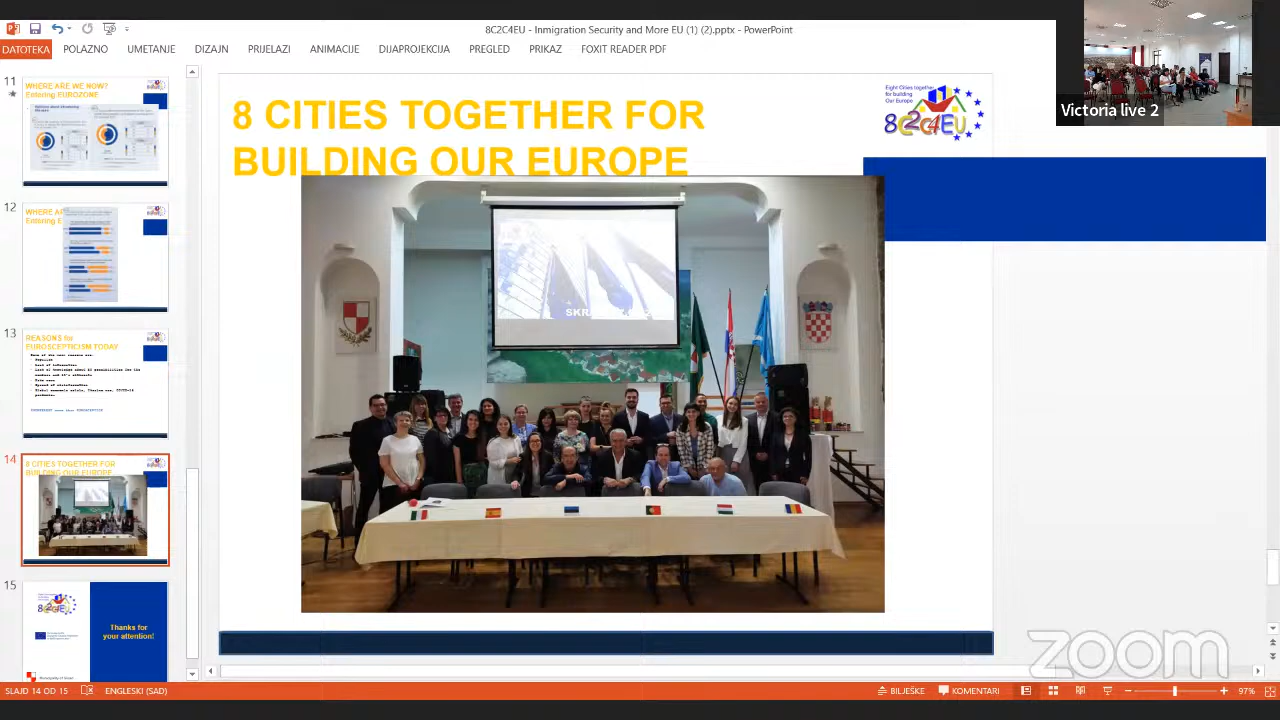 8C2C4EU - Inmigration Security and More EU (1) (2).pptx - PowerPoint
DATOTEKA POLAZNO UMETANJE DIZAJN PRIJELAZI ANIMACIJE DIJAPROJEKCIJA PREGLED PRIKAZ FOXIT READER PDF
Victoria live 2
11
WHERE ARE WE NOW?
Entering EUROZONE
12
13
REASONS for
EUROSCEPTICISM TODAY
14
8 CITIES TOGETHER FOR
BUILDING OUR EUROPE
15
8C2C4EU
Thanks for
your attention!
8 CITIES TOGETHER FOR
BUILDING OUR EUROPE
Eight Cities together
for building
Our Europe
8C2C4EU
zoom
SLAJD 14 OD 15 ENGLESKI (SAD) BILJEŠKE KOMENTARI 97%